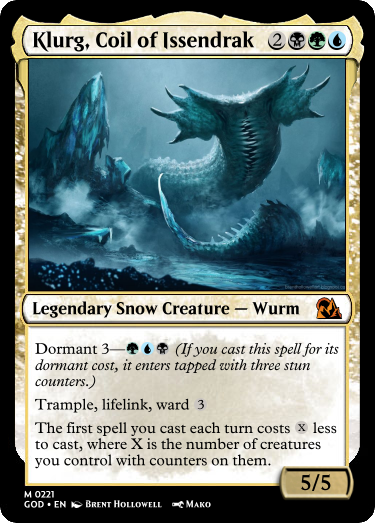 Klurg, Coil of Issendrak 2
Legendary Snow Creature — Wurm
Dormant 3— (If you cast this spell for its
dormant cost, it enters tapped with three stun
counters.)
Trample, lifelink, ward 3
The first spell you cast each turn costs X less
to cast, where X is the number of creatures
you control with counters on them.
5/5
M 0221
GOD • EN Brent Hollowell Mako